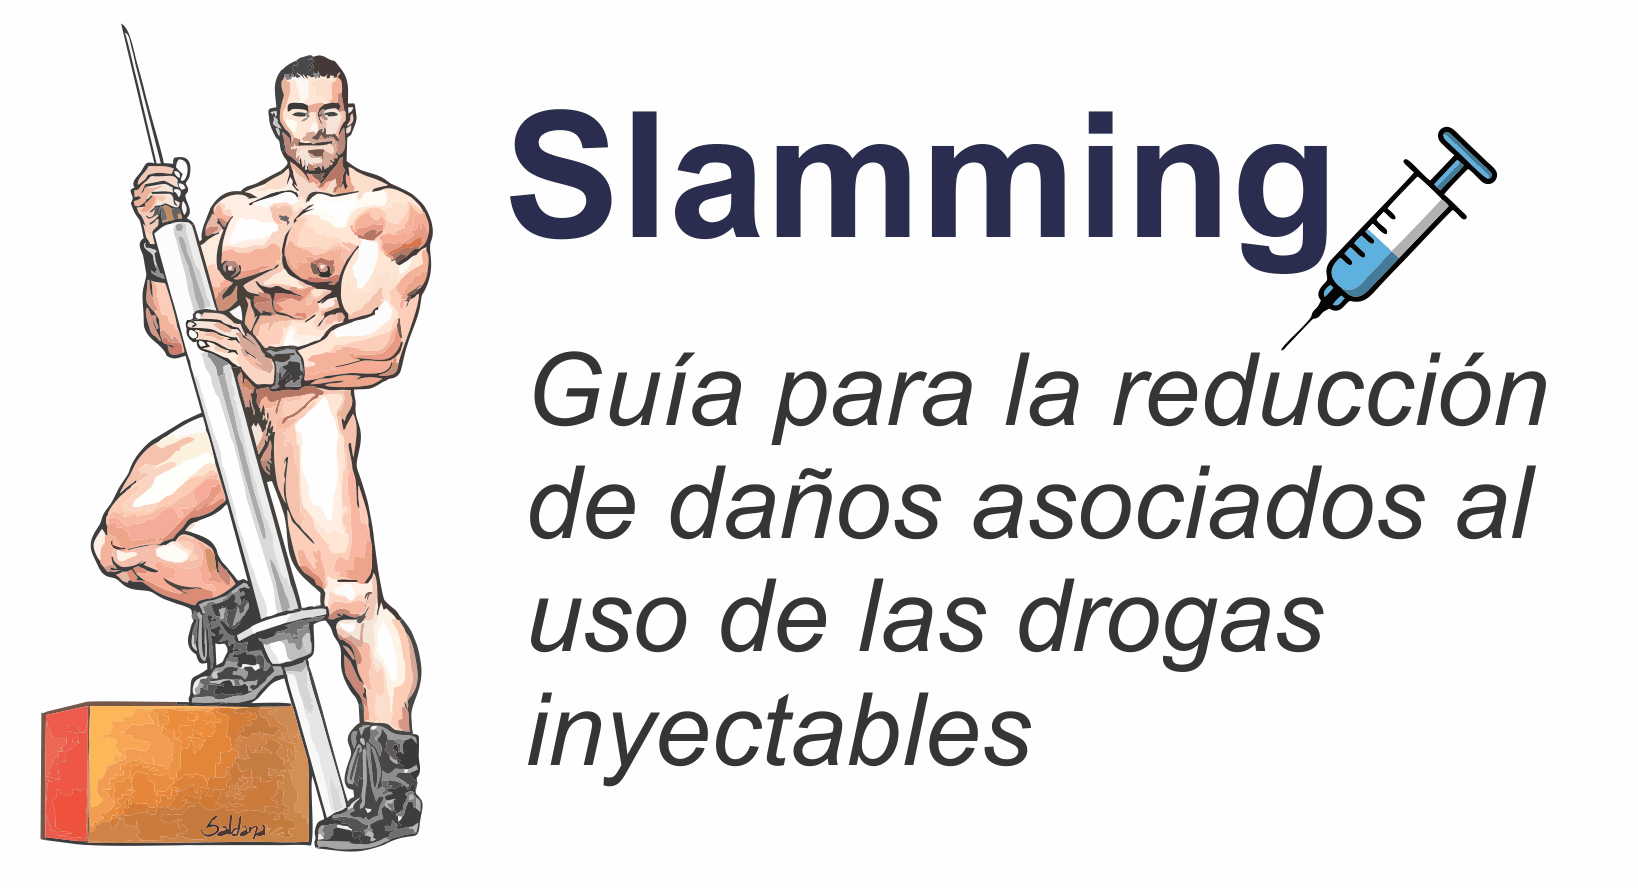 Slamming
Guía para la reducción
de daños asociados al
uso de las drogas
inyectables
Saldana